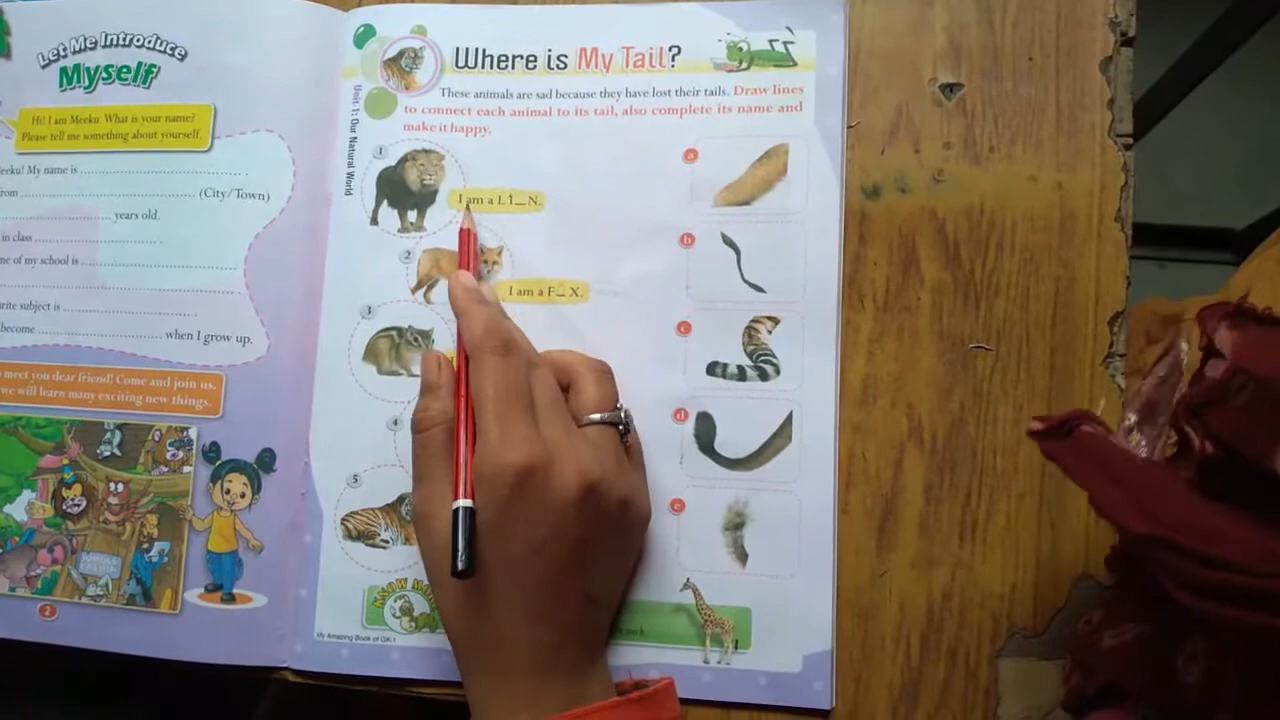 Let Me Introduce
Myself
Hi! I am Meeku. What is your name?
Please tell me something about yourself.
eeku! My name is
rom (City/Town)
years old.
in class
me of my school is
rite subject is
become when I grow up.
meet you dear friend! Come and join us.
we will learn many exciting new things.
2
Unit-1: Our Natural World
Where is My Tail?
These animals are sad because they have lost their tails. Draw lines
to connect each animal to its tail, also complete its name and
make it happy.
1
I am a L1_N.
2
I am a F_X.
3
4
5
a
b
c
d
e
KNOW MO
My Amazing Book of GK-1